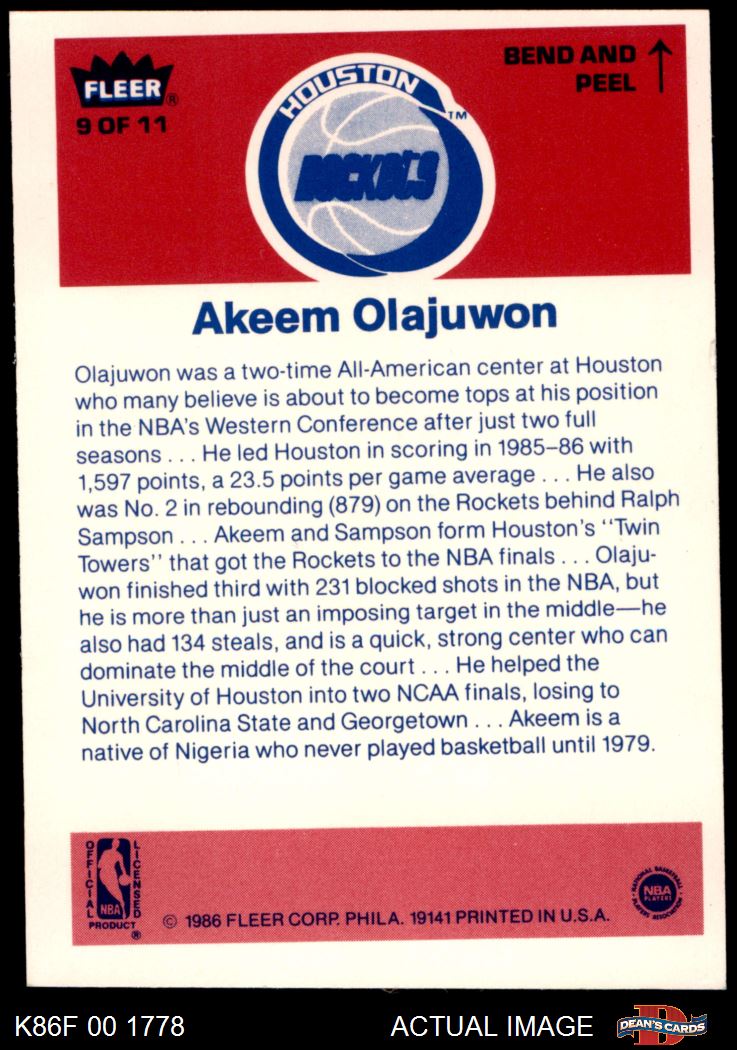 FLEER®
9 OF 11
HOUSTON
ROCKETS
TM
BEND AND
PEEL
Akeem Olajuwon
Olajuwon was a two-time All-American center at Houston
who many believe is about to become tops at his position
in the NBA's Western Conference after just two full
seasons . . . He led Houston in scoring in 1985–86 with
1,597 points, a 23.5 points per game average . . . He also
was No. 2 in rebounding (879) on the Rockets behind Ralph
Sampson . . . Akeem and Sampson form Houston's ''Twin
Towers'' that got the Rockets to the NBA finals . . . Olaju-
won finished third with 231 blocked shots in the NBA, but
he is more than just an imposing target in the middle—he
also had 134 steals, and is a quick, strong center who can
dominate the middle of the court . . . He helped the
University of Houston into two NCAA finals, losing to
North Carolina State and Georgetown . . . Akeem is a
native of Nigeria who never played basketball until 1979.
OFFICIAL
LICENSED
NBA
PRODUCT
®
© 1986 FLEER CORP. PHILA. 19141 PRINTED IN U.S.A.
NATIONAL BASKETBALL
NBA
PLAYERS
PLAYERS ASSOCIATION
K86F 00 1778
ACTUAL IMAGE
D
DEAN'S CARDS